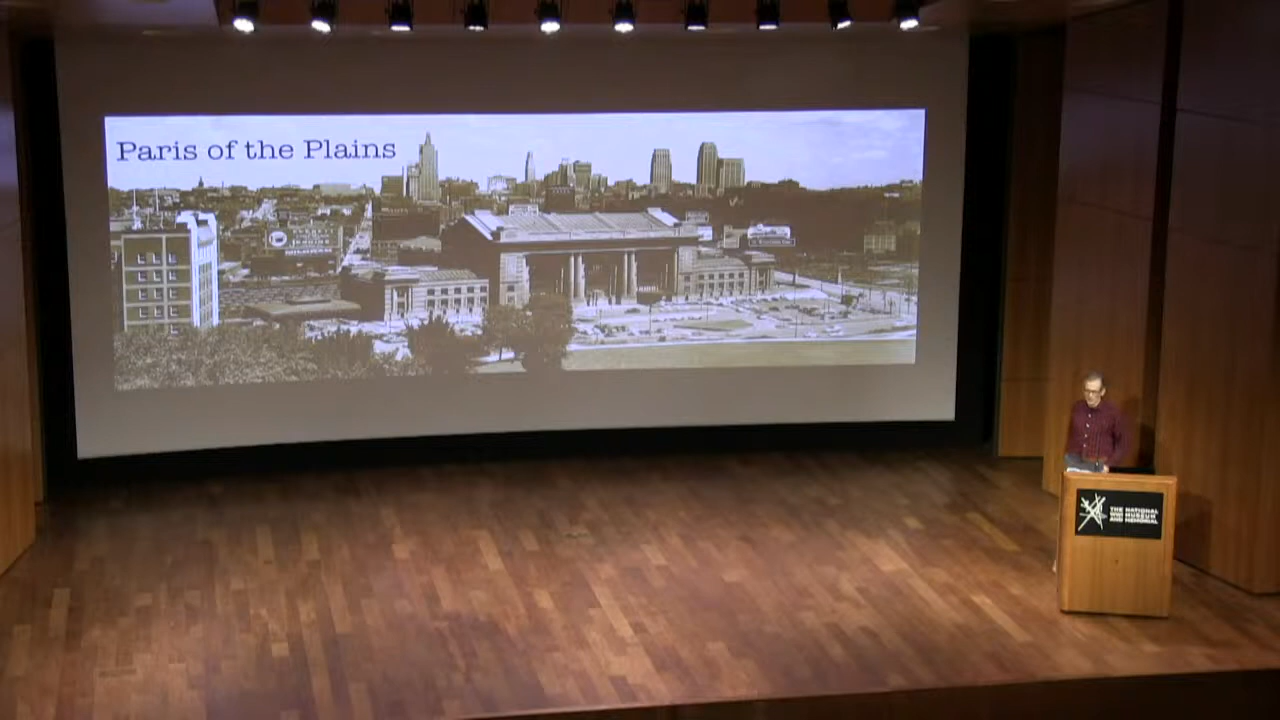 Paris of the Plains
THE NATIONAL
WWI MUSEUM
AND MEMORIAL